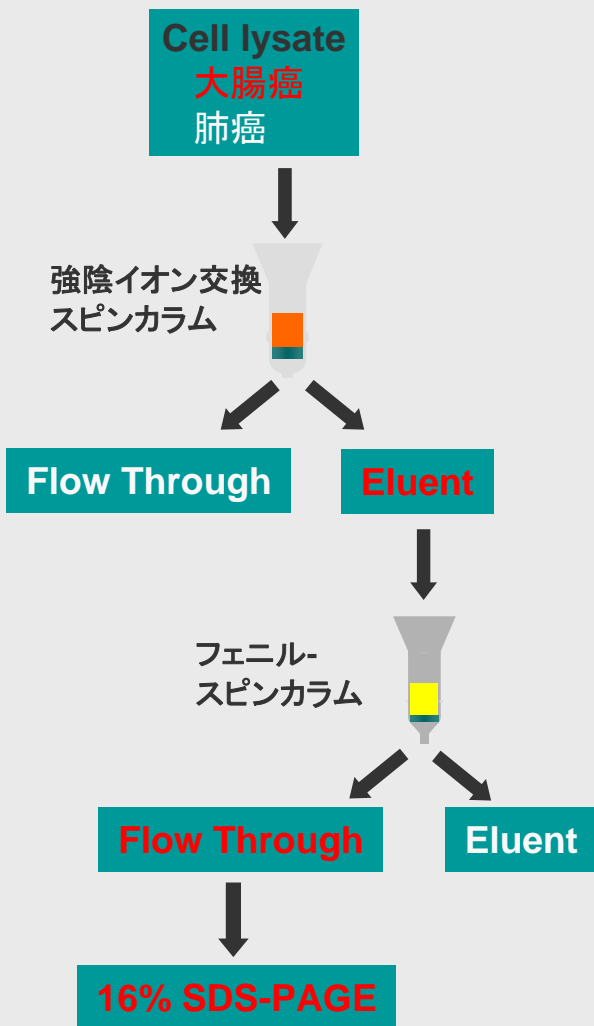 Cell lysate
大腸癌
肺癌
強陰イオン交換
スピンカラム
Flow Through
Eluent
フェニル-
スピンカラム
Flow Through
Eluent
16% SDS-PAGE